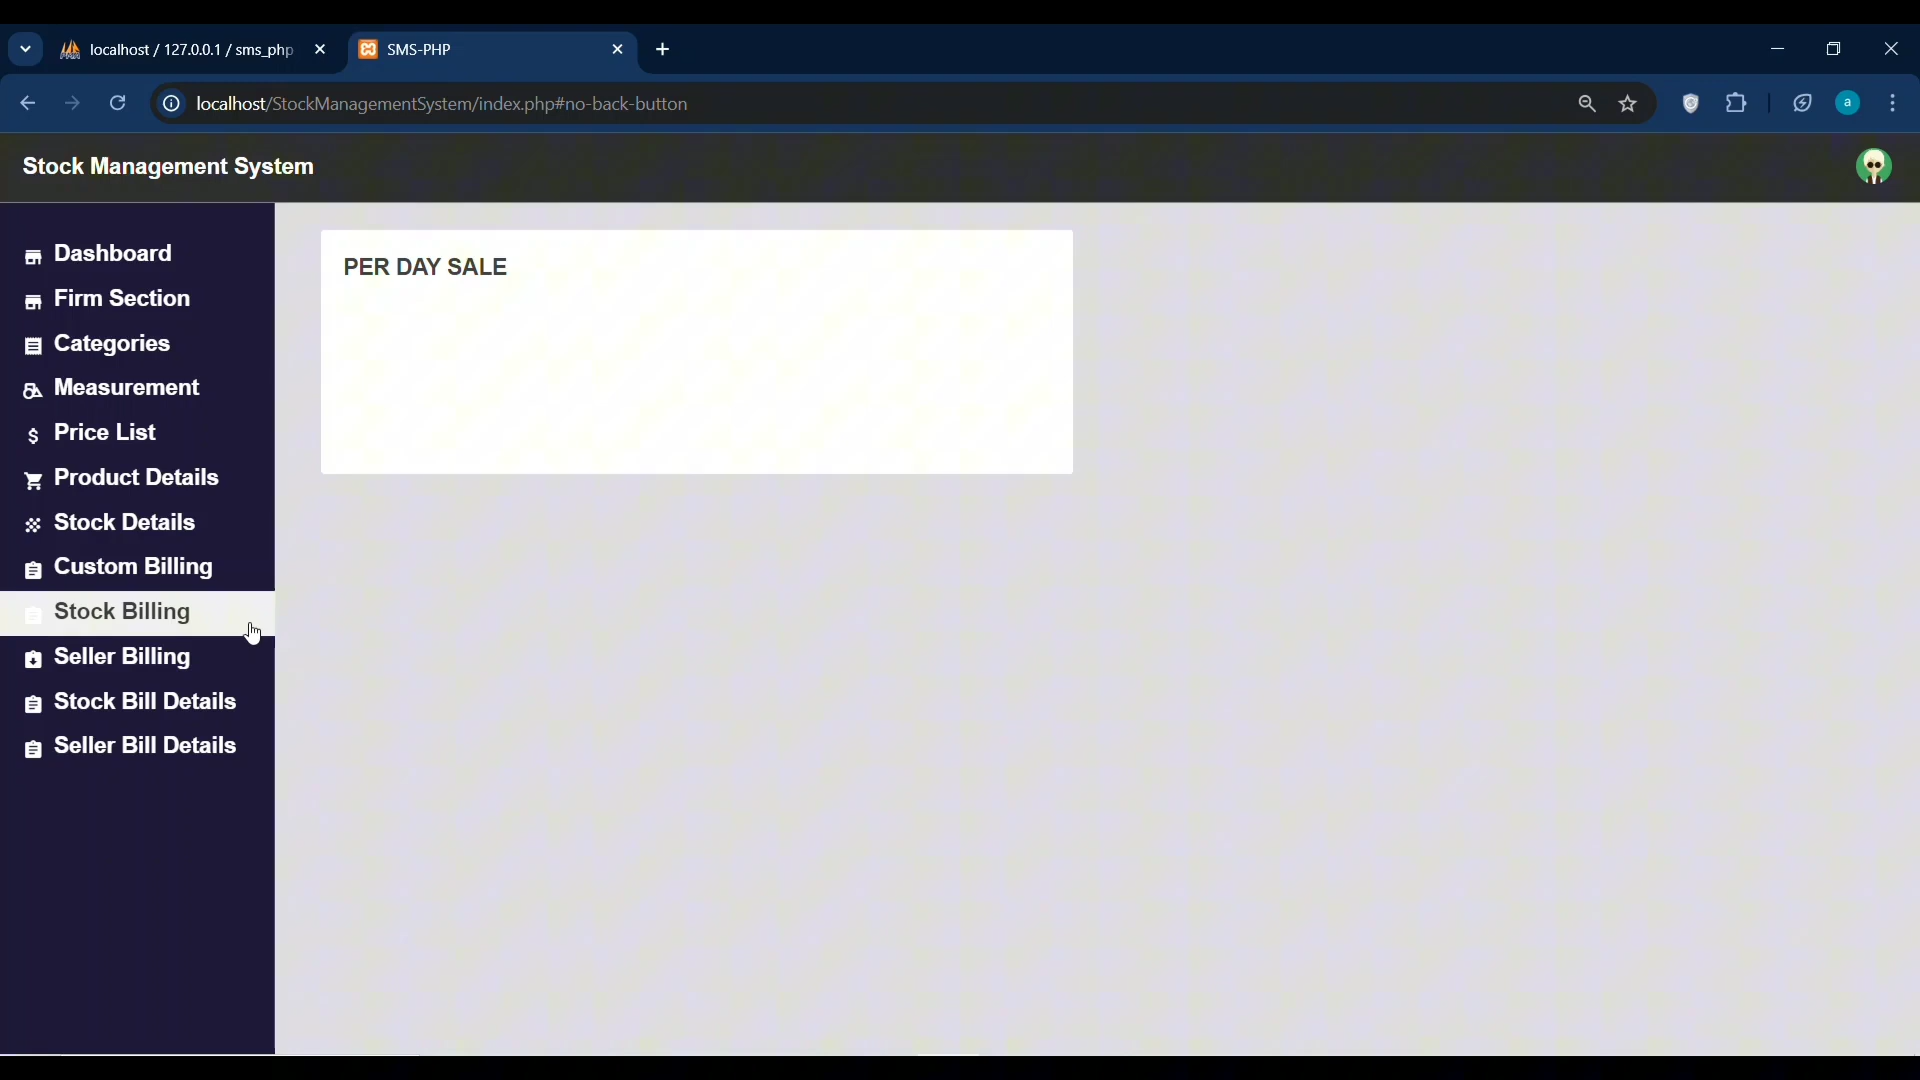 localhost / 127.0.0.1 / sms_php
SMS-PHP
localhost/StockManagementSystem/index.php#no-back-button
a
Stock Management System
Dashboard
Firm Section
Categories
Measurement
Price List
Product Details
Stock Details
Custom Billing
Stock Billing
Seller Billing
Stock Bill Details
Seller Bill Details
PER DAY SALE